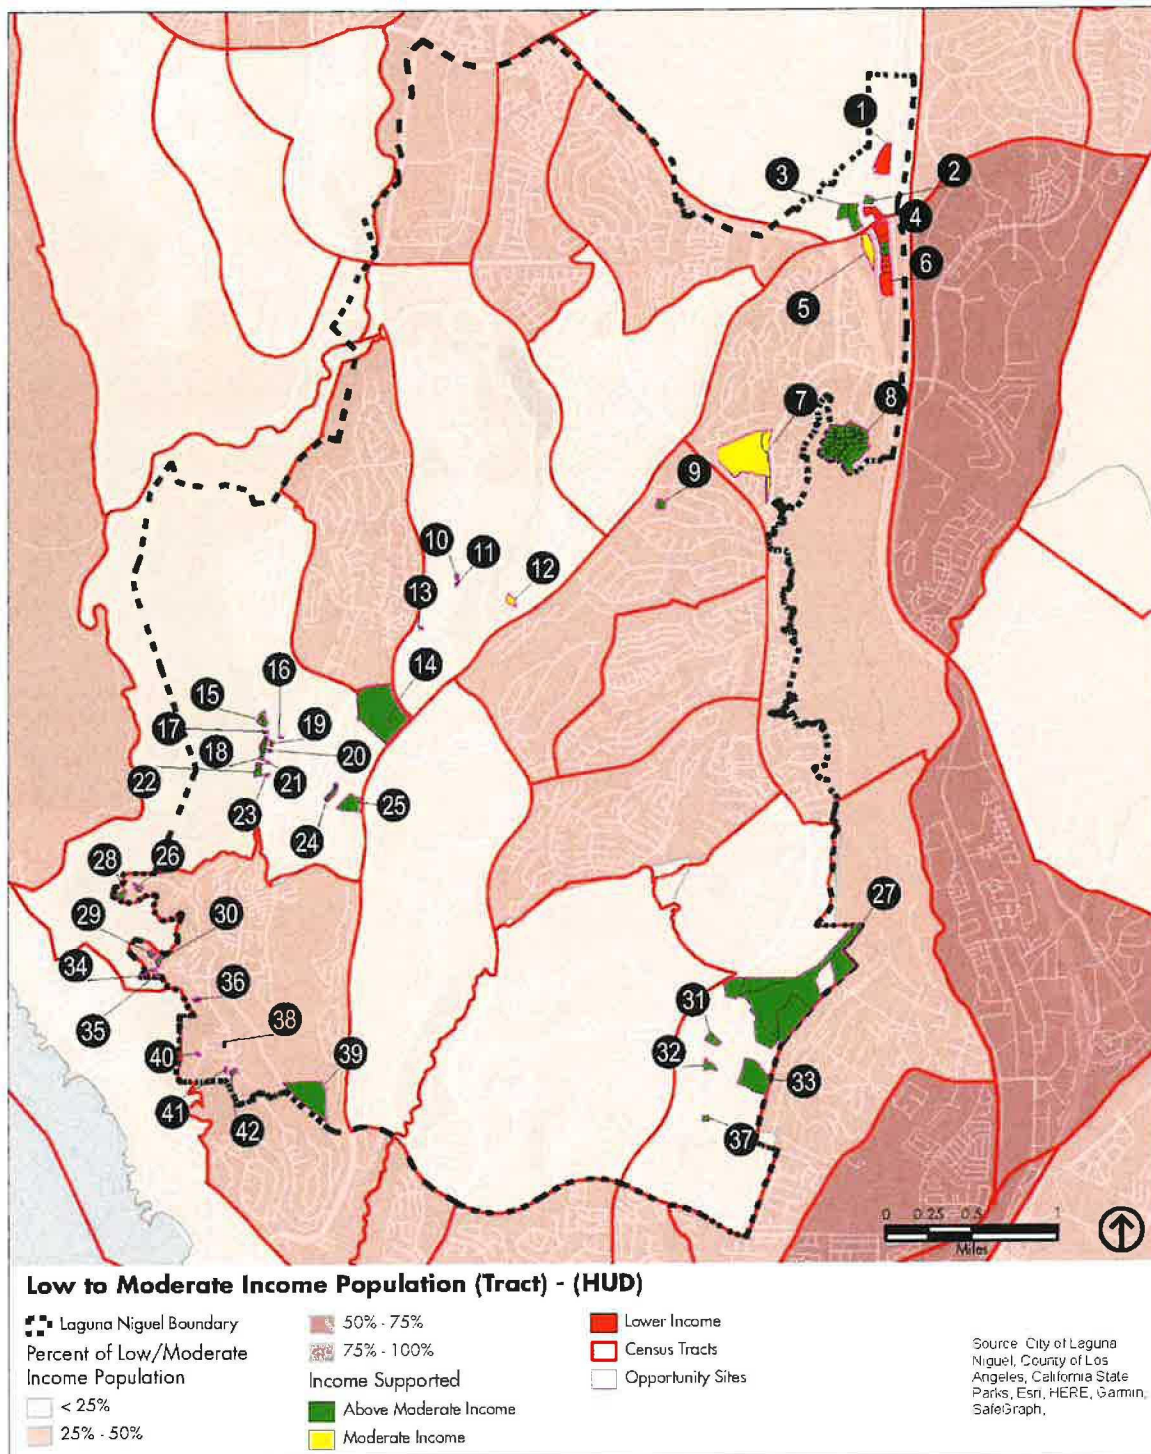 1
3
2
4
6
5
7
8
9
10
11
12
13
14
16
15
17
19
18
20
22
21
23
24
25
28
26
27
29
30
34
36
31
35
38
32
40
39
33
41
42
37
0 0.25 0.5 1
Miles
Low to Moderate Income Population (Tract) - (HUD)
Laguna Niguel Boundary
Percent of Low/Moderate
Income Population
< 25%
25% - 50%
50% - 75%
75% - 100%
Income Supported
Above Moderate Income
Moderate Income
Lower Income
Census Tracts
Opportunity Sites
Source: City of Laguna
Niguel, County of Los
Angeles, California State
Parks, Esri, HERE, Garmin,
SafeGraph,